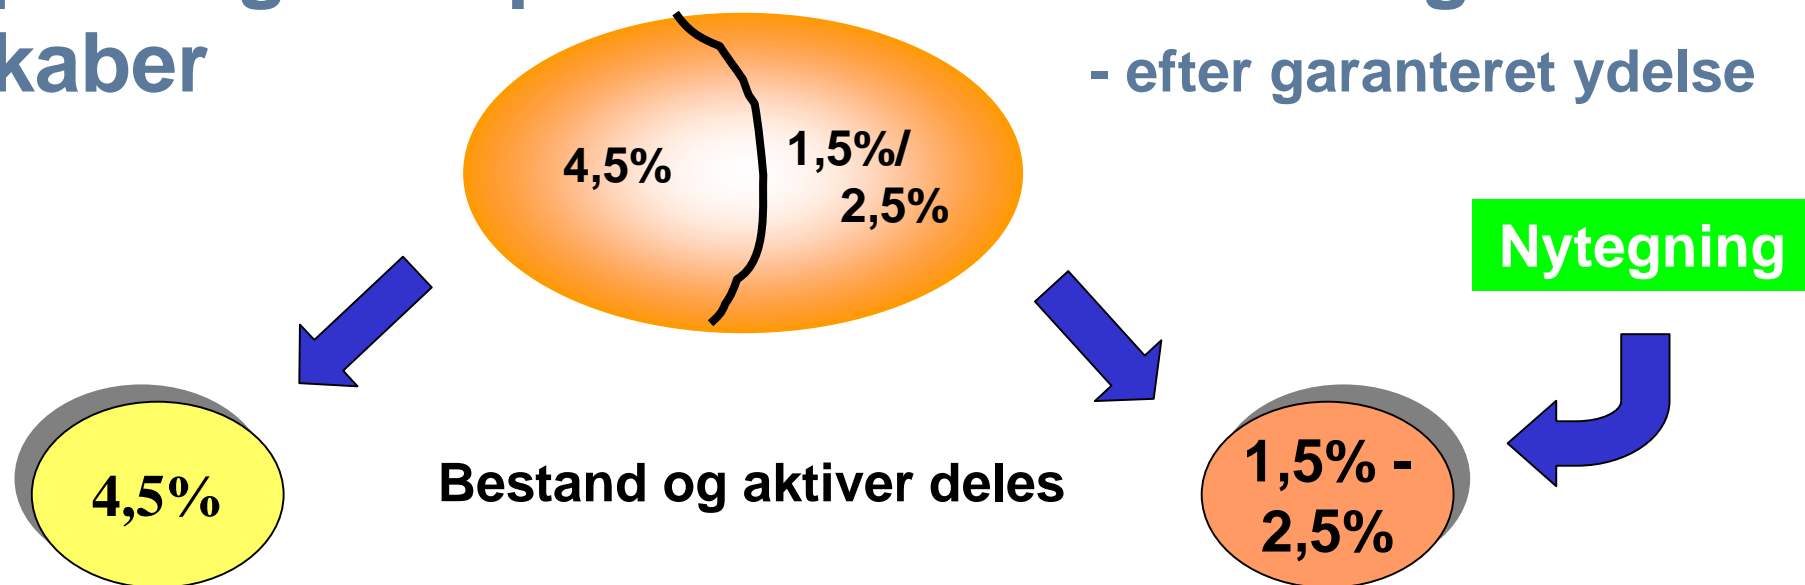 kaber
- efter garanteret ydelse
4,5%
1,5%/
2,5%
Nytegning
4,5%
Bestand og aktiver deles
1,5% -
2,5%